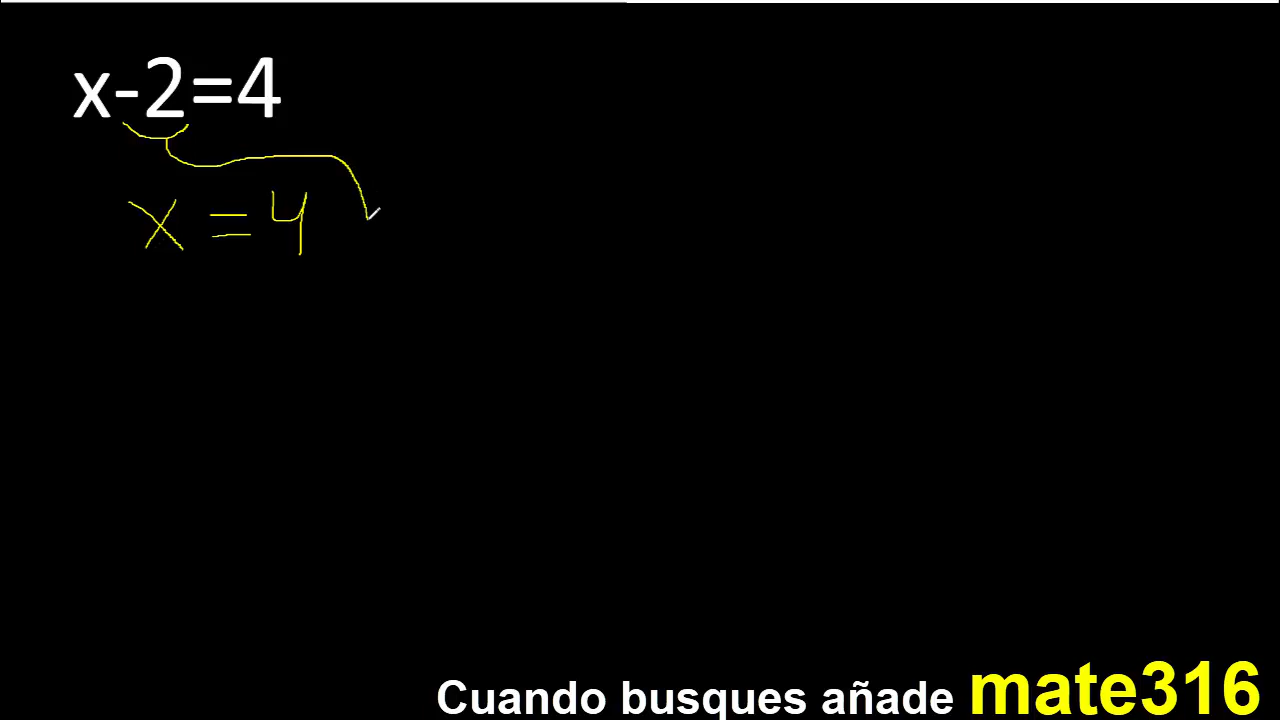 x-2=4
x = 4
Cuando busques añade mate316